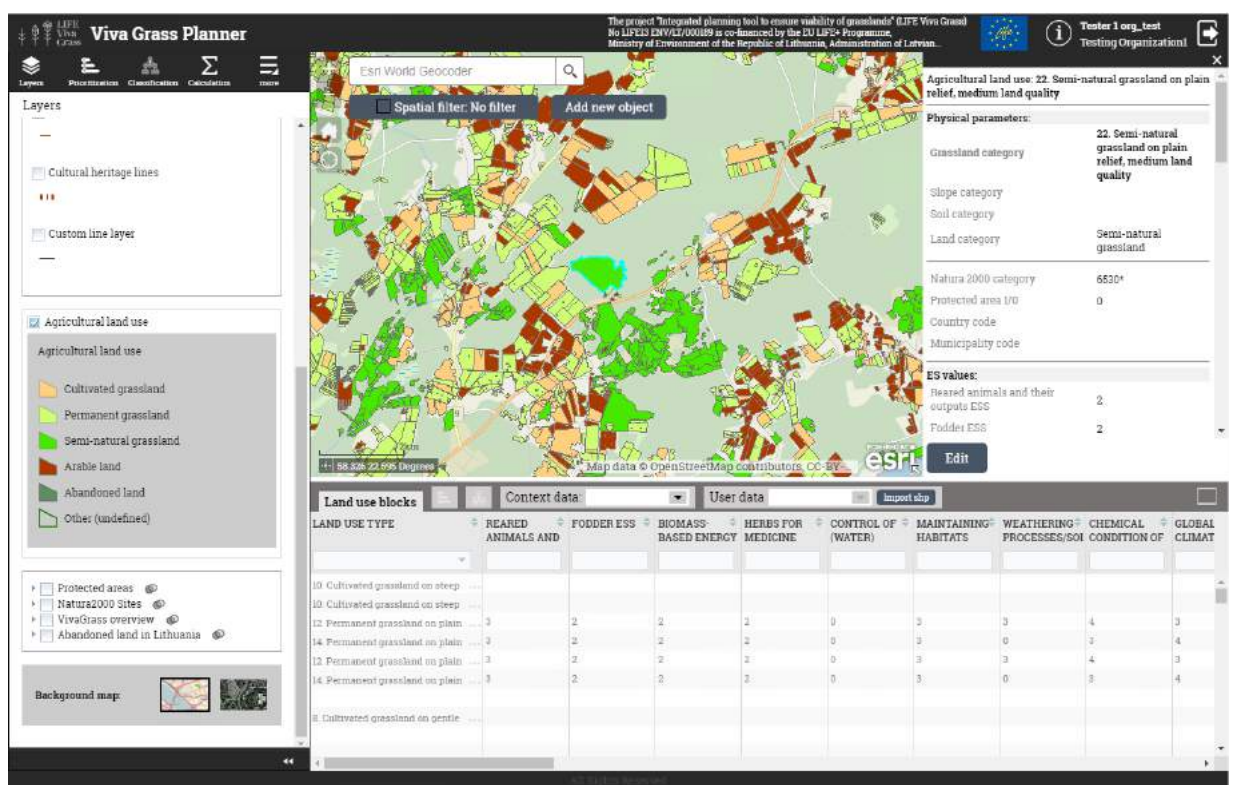 LIFE
Viva
Grass
Viva Grass Planner
The project "Integrated planning tool to ensure viability of grasslands" (LIFE Viva Grass)
No LIFE13 ENV/LT/000189 is co-financed by the EU LIFE+ Programme,
Ministry of Environment of the Republic of Lithuania, Administration of Latvian...
Tester 1 org_test
Testing Organization1
Layers
Prioritization
Classification
Calculation
more
Layers
Cultural heritage lines
Custom line layer
Agricultural land use
Agricultural land use
Cultivated grassland
Permanent grassland
Semi-natural grassland
Arable land
Abandoned land
Other (undefined)
Protected areas
Natura2000 Sites
VivaGrass overview
Abandoned land in Lithuania
Background map:
Esri World Geocoder
Spatial filter: No filter
Add new object
58.326 22.595 Degrees
Map data © OpenStreetMap contributors, CC-BY-
esri
Agricultural land use: 22. Semi-natural grassland on plain
relief, medium land quality
Physical parameters:
Grassland category
22. Semi-natural
grassland on plain
relief, medium land
quality
Slope category
Soil category
Land category
Semi-natural
grassland
Natura 2000 category 6530*
Protected area 1/0 0
Country code
Municipality code
ES values:
Reared animals and their
outputs ESS 2
Fodder ESS 2
Edit
Land use blocks
Context data:
User data
Import shp
LAND USE TYPE REARED FODDER ESS BIOMASS- HERBS FOR CONTROL OF MAINTAINING WEATHERING CHEMICAL GLOBAL
ANIMALS AND BASED ENERGY MEDICINE (WATER) HABITATS PROCESSES/SOI CONDITION OF CLIMAT
10. Cultivated grassland on steep ...
10. Cultivated grassland on steep ...
12. Permanent grassland on plain ... 3 2 2 2 0 3 3 4 3
14. Permanent grassland on plain ... 3 2 2 2 0 3 0 3 4
12. Permanent grassland on plain ... 3 2 2 2 0 3 3 4 3
14. Permanent grassland on plain ... 3 2 2 2 0 3 0 3 4
8. Cultivated grassland on gentle ...
All Rights Reserved